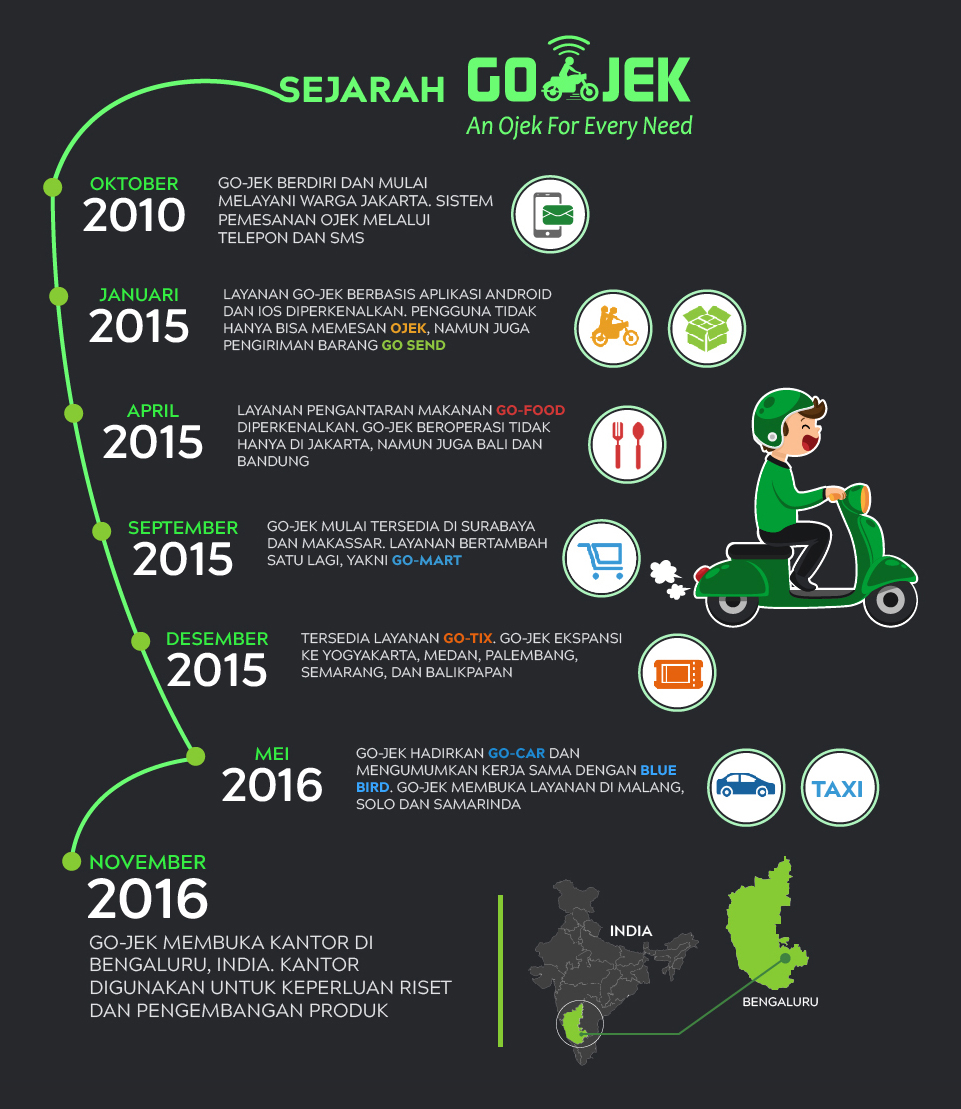 SEJARAH GO-JEK
An Ojek For Every Need
OKTOBER
2010
GO-JEK BERDIRI DAN MULAI
MELAYANI WARGA JAKARTA. SISTEM
PEMESANAN OJEK MELALUI
TELEPON DAN SMS
JANUARI
2015
LAYANAN GO-JEK BERBASIS APLIKASI ANDROID
DAN IOS DIPERKENALKAN. PENGGUNA TIDAK
HANYA BISA MEMESAN OJEK, NAMUN JUGA
PENGIRIMAN BARANG GO SEND
APRIL
2015
LAYANAN PENGANTARAN MAKANAN GO-FOOD
DIPERKENALKAN. GO-JEK BEROPERASI TIDAK
HANYA DI JAKARTA, NAMUN JUGA BALI DAN
BANDUNG
SEPTEMBER
2015
GO-JEK MULAI TERSEDIA DI SURABAYA
DAN MAKASSAR. LAYANAN BERTAMBAH
SATU LAGI, YAKNI GO-MART
DESEMBER
2015
TERSEDIA LAYANAN GO-TIX. GO-JEK EKSPANSI
KE YOGYAKARTA, MEDAN, PALEMBANG,
SEMARANG, DAN BALIKPAPAN
MEI
2016
GO-JEK HADIRKAN GO-CAR DAN
MENGUMUMKAN KERJA SAMA DENGAN BLUE
BIRD. GO-JEK MEMBUKA LAYANAN DI MALANG,
SOLO DAN SAMARINDA
TAXI
NOVEMBER
2016
GO-JEK MEMBUKA KANTOR DI
BENGALURU, INDIA. KANTOR
DIGUNAKAN UNTUK KEPERLUAN RISET
DAN PENGEMBANGAN PRODUK
INDIA
BENGALURU